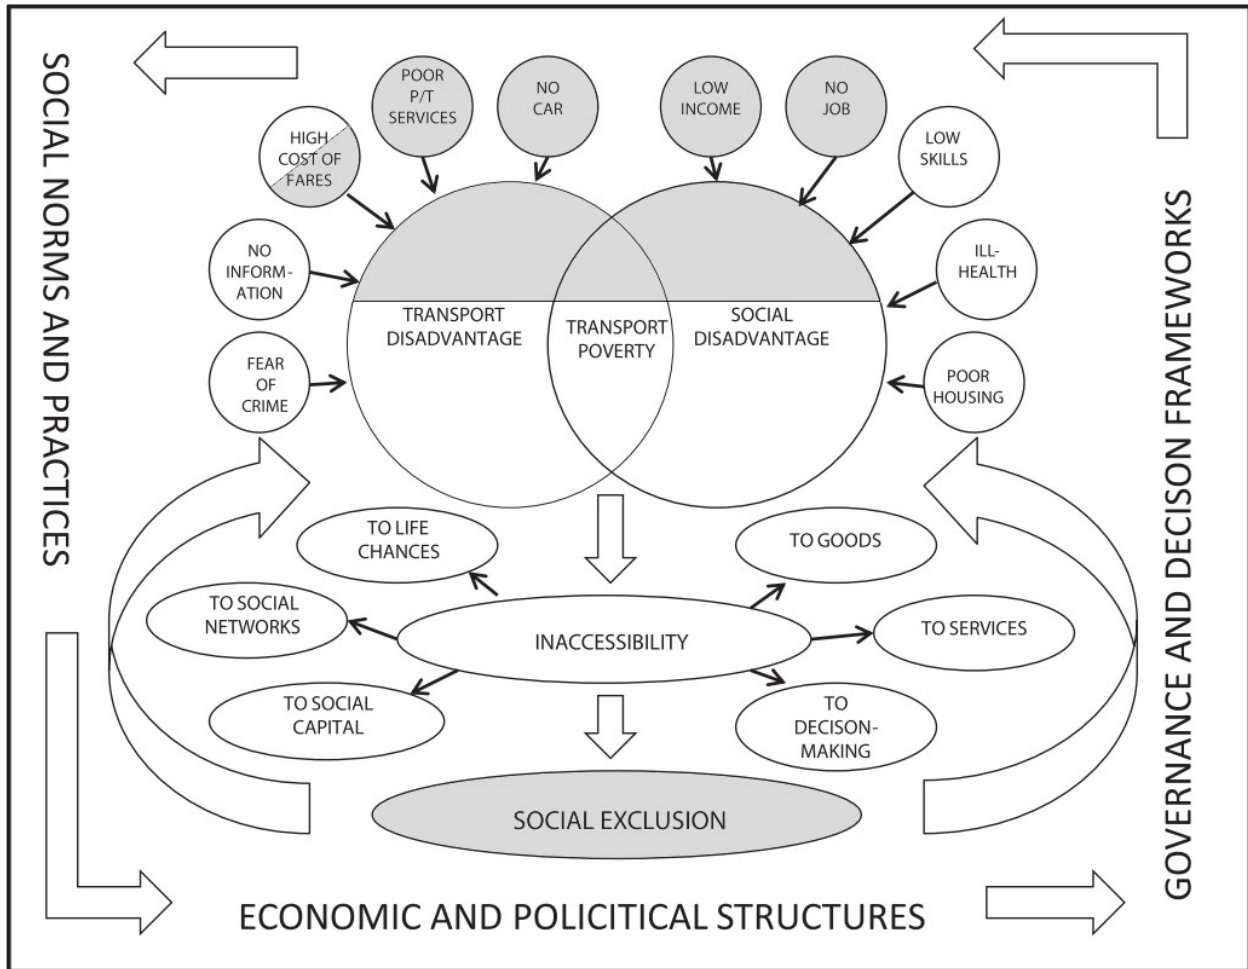 SOCIAL NORMS AND PRACTICES
HIGH
COST OF
FARES
POOR
P/T
SERVICES
NO
CAR
LOW
INCOME
NO
JOB
LOW
SKILLS
NO
INFORM-
ATION
ILL-
HEALTH
FEAR
OF
CRIME
POOR
HOUSING
TRANSPORT
DISADVANTAGE
TRANSPORT
POVERTY
SOCIAL
DISADVANTAGE
GOVERNANCE AND DECISON FRAMEWORKS
TO LIFE
CHANCES
TO GOODS
TO SOCIAL
NETWORKS
INACCESSIBILITY
TO SERVICES
TO SOCIAL
CAPITAL
TO
DECISON-
MAKING
SOCIAL EXCLUSION
ECONOMIC AND POLICITICAL STRUCTURES